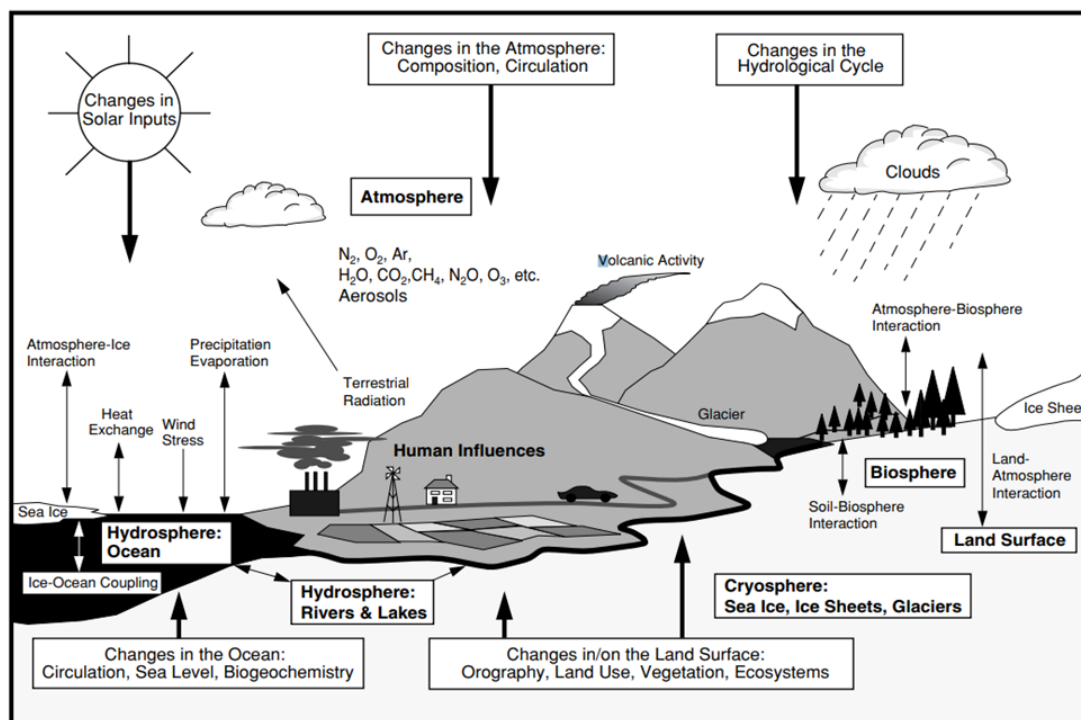 Changes in
Solar Inputs
Changes in the Atmosphere:
Composition, Circulation
Changes in the
Hydrological Cycle
Clouds
Atmosphere
N₂, O₂, Ar,
H₂O, CO₂,CH₄, N₂O, O₃, etc.
Aerosols
Volcanic Activity
Atmosphere-Biosphere
Interaction
Atmosphere-Ice
Interaction
Precipitation
Evaporation
Heat
Exchange
Wind
Stress
Terrestrial
Radiation
Glacier
Ice Shee
Human Influences
Biosphere
Land-
Atmosphere
Interaction
Soil-Biosphere
Interaction
Sea Ice
Hydrosphere:
Ocean
Land Surface
Ice-Ocean Coupling
Hydrosphere:
Rivers & Lakes
Cryosphere:
Sea Ice, Ice Sheets, Glaciers
Changes in the Ocean:
Circulation, Sea Level, Biogeochemistry
Changes in/on the Land Surface:
Orography, Land Use, Vegetation, Ecosystems